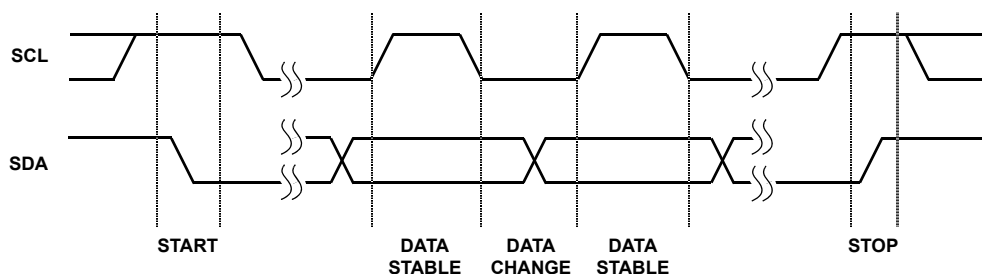 SCL
SDA
START
DATA
STABLE
DATA
CHANGE
DATA
STABLE
STOP